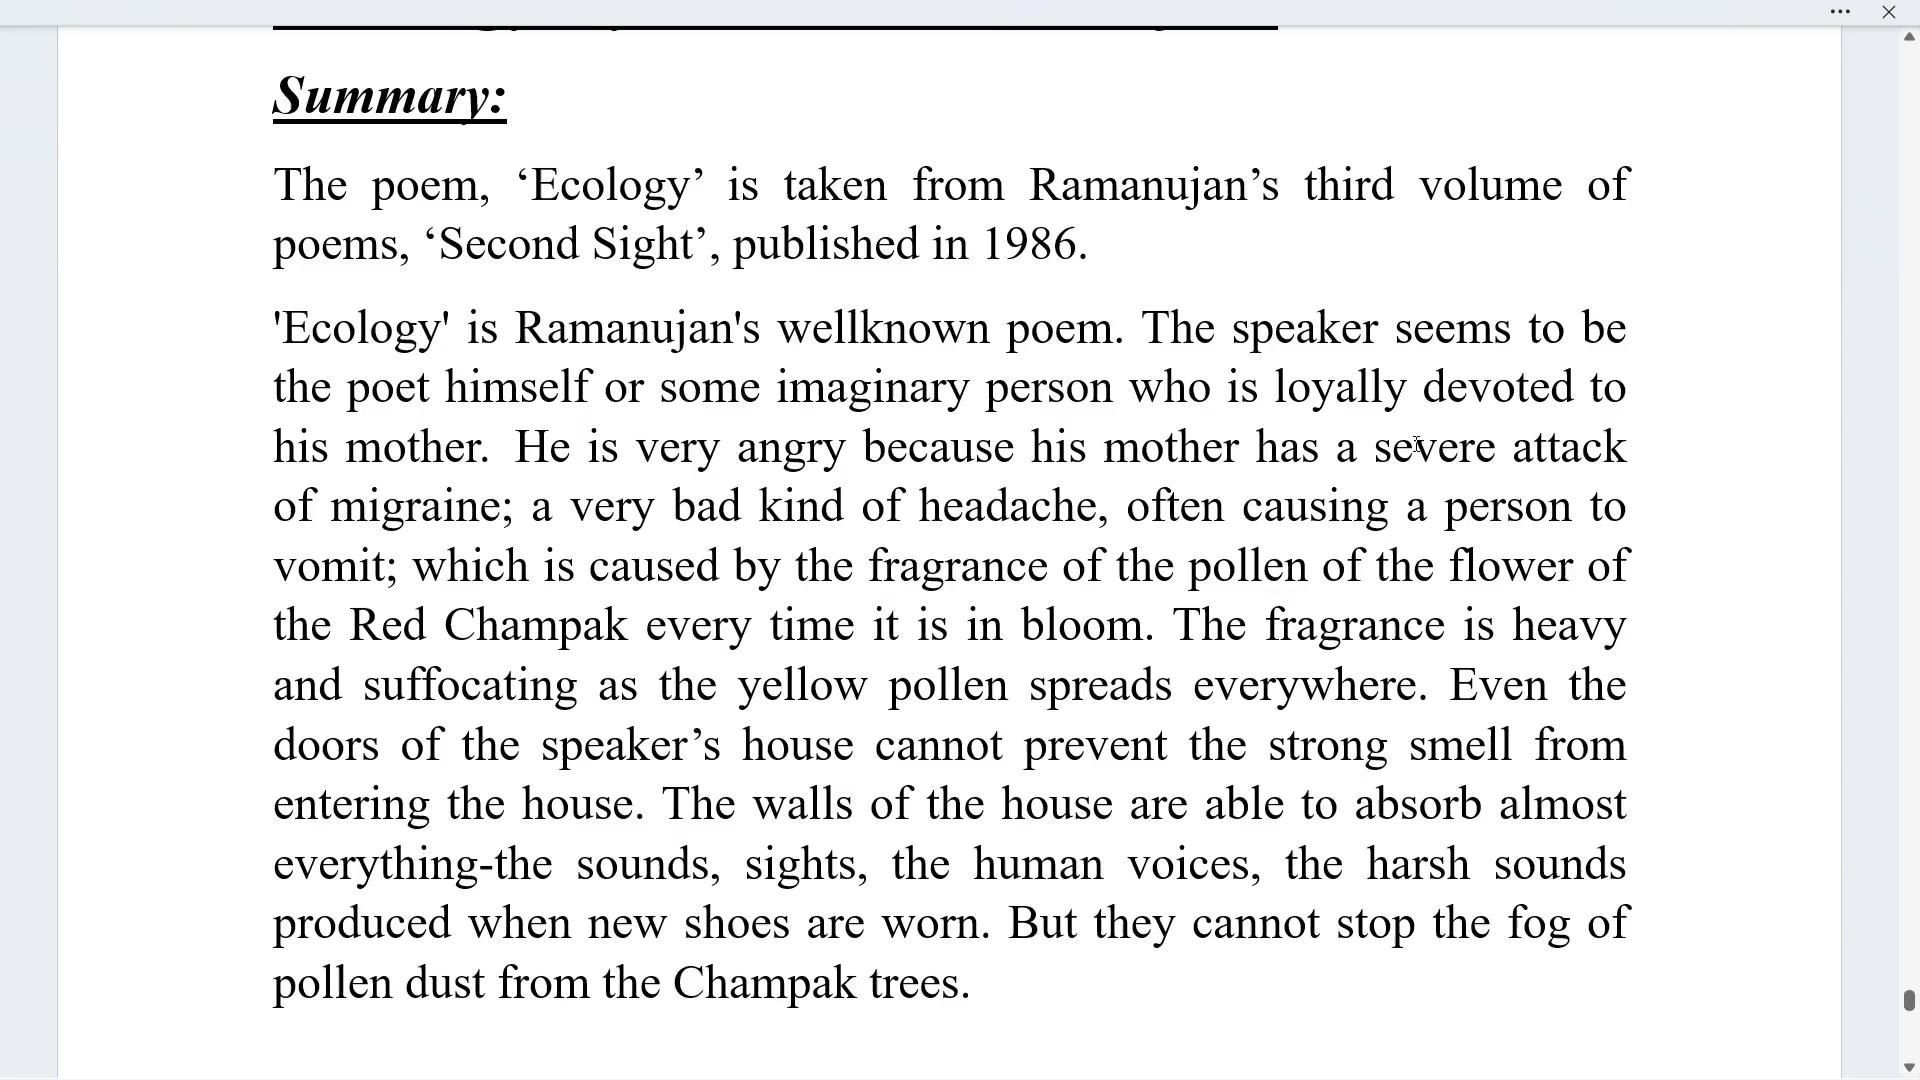 Summary:
The poem, ‘Ecology’ is taken from Ramanujan’s third volume of
poems, ‘Second Sight’, published in 1986.
'Ecology' is Ramanujan's wellknown poem. The speaker seems to be
the poet himself or some imaginary person who is loyally devoted to
his mother. He is very angry because his mother has a severe attack
of migraine; a very bad kind of headache, often causing a person to
vomit; which is caused by the fragrance of the pollen of the flower of
the Red Champak every time it is in bloom. The fragrance is heavy
and suffocating as the yellow pollen spreads everywhere. Even the
doors of the speaker’s house cannot prevent the strong smell from
entering the house. The walls of the house are able to absorb almost
everything-the sounds, sights, the human voices, the harsh sounds
produced when new shoes are worn. But they cannot stop the fog of
pollen dust from the Champak trees.